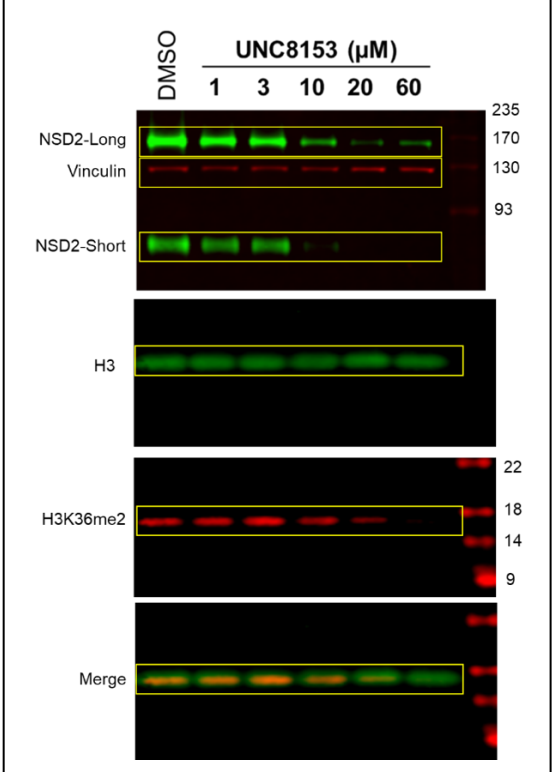 DMSO
UNC8153 (µM)
1 3 10 20 60
235
NSD2-Long 170
Vinculin 130
93
NSD2-Short
H3
22
H3K36me2 18
14
9
Merge